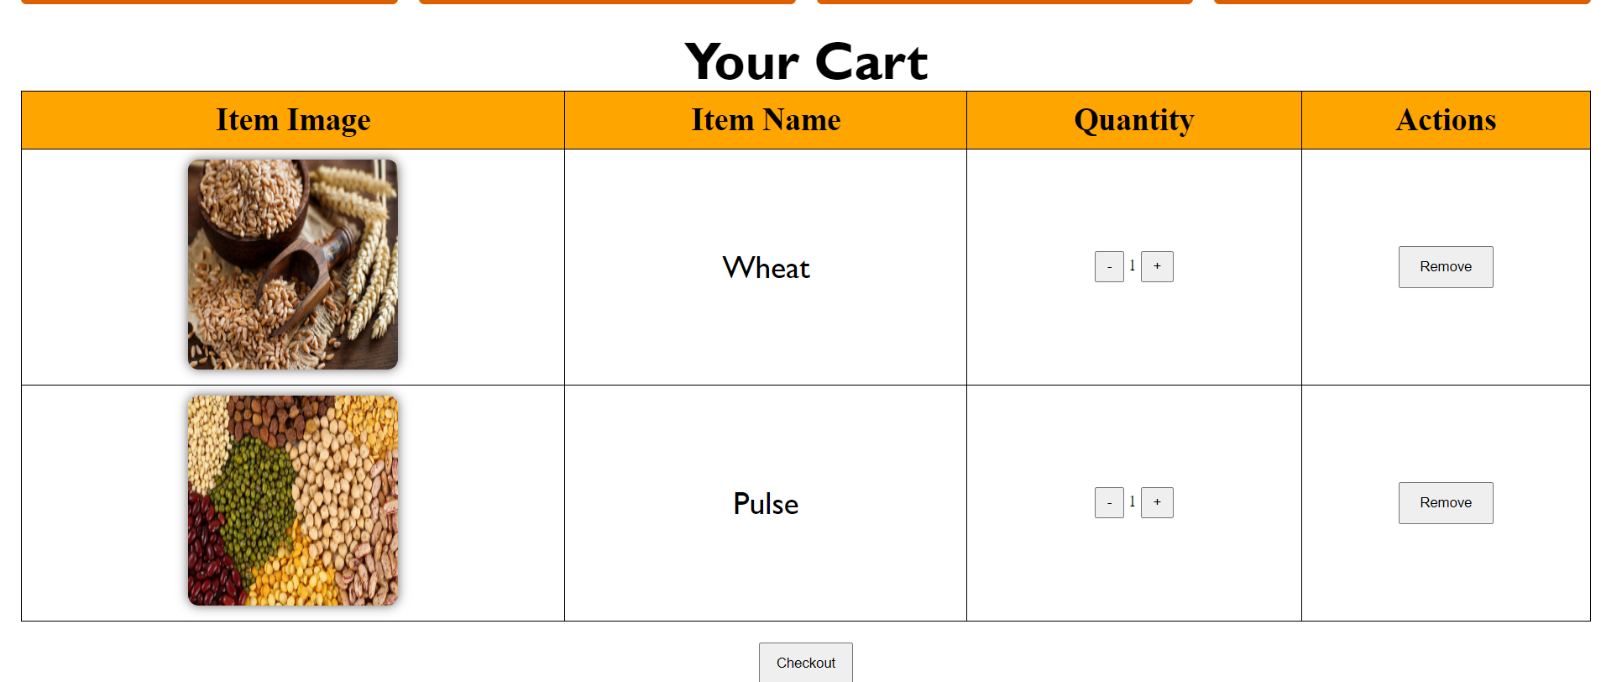 Your Cart
Item Image Item Name Quantity Actions
Wheat - 1 + Remove
Pulse - 1 + Remove
Checkout